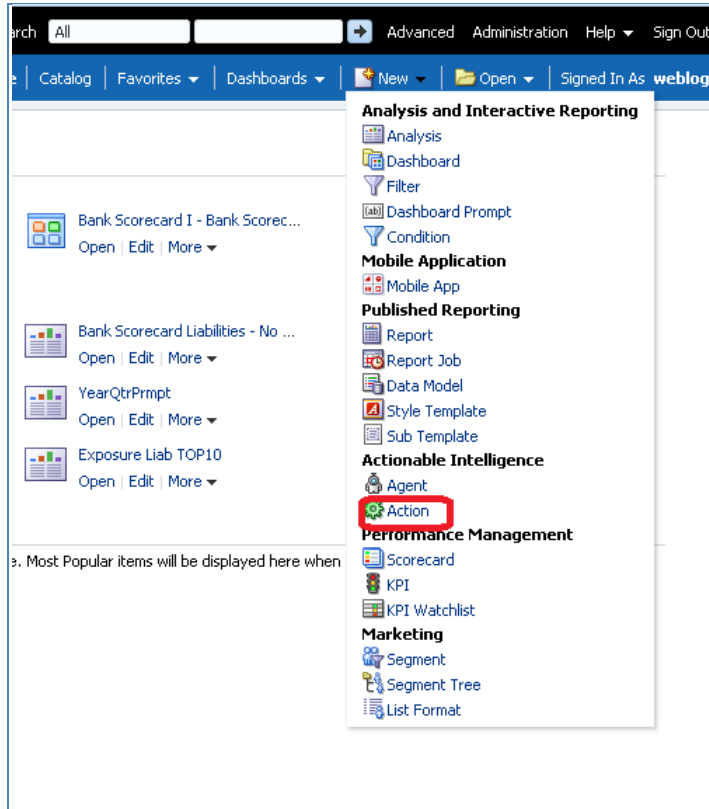 All Advanced Administration Help Sign Out
Catalog Favorites Dashboards New Open Signed In As
Analysis and Interactive Reporting
Analysis
Dashboard
Filter
Dashboard Prompt
Condition
Mobile Application
Mobile App
Published Reporting
Report
Report Job
Data Model
Style Template
Sub Template
Actionable Intelligence
Agent
Action
Performance Management
Scorecard
KPI
KPI Watchlist
Marketing
Segment
Segment Tree
List Format
Bank Scorecard I - Bank Scorec...
Open | Edit | More
Bank Scorecard Liabilities - No ...
Open | Edit | More
YearQtrPrmpt
Open | Edit | More
Exposure Liab TOP10
Open | Edit | More
e. Most Popular items will be displayed here when